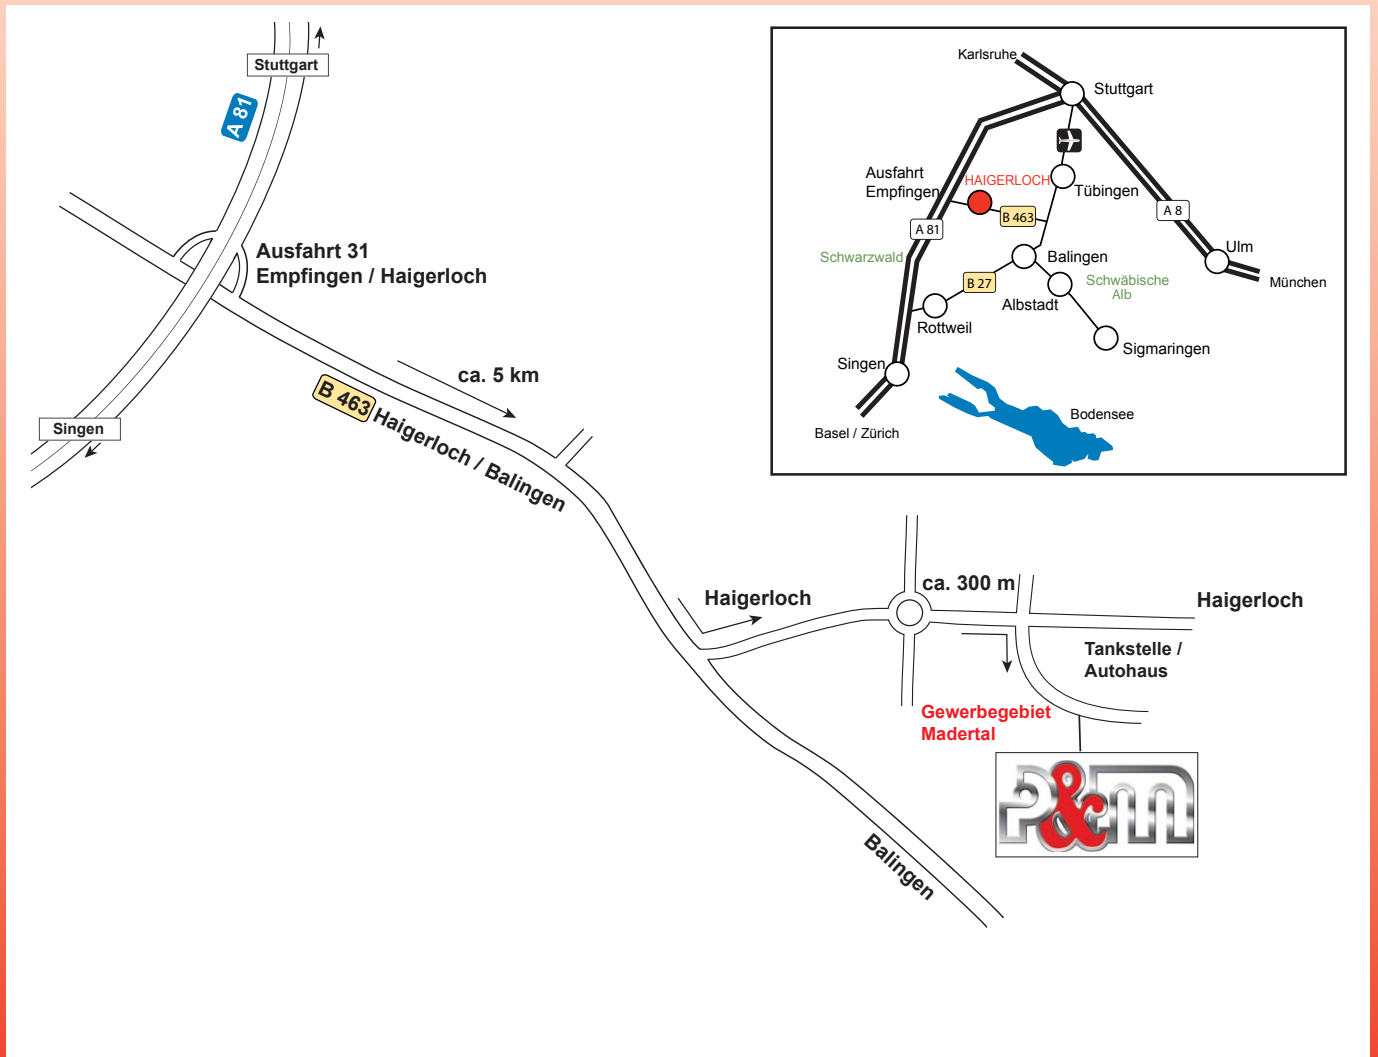 Stuttgart
A 81
Ausfahrt 31
Empfingen / Haigerloch
ca. 5 km
B 463 Haigerloch / Balingen
Singen
Karlsruhe
Stuttgart
Ausfahrt
Empfingen
HAIGERLOCH
Tübingen
B 463
A 8
A 81
Schwarzwald
Balingen
Ulm
B 27
Schwäbische
Alb
München
Albstadt
Rottweil
Sigmaringen
Singen
Bodensee
Basel / Zürich
Haigerloch
ca. 300 m
Haigerloch
Tankstelle /
Autohaus
Gewerbegebiet
Madertal
P&m
Balingen